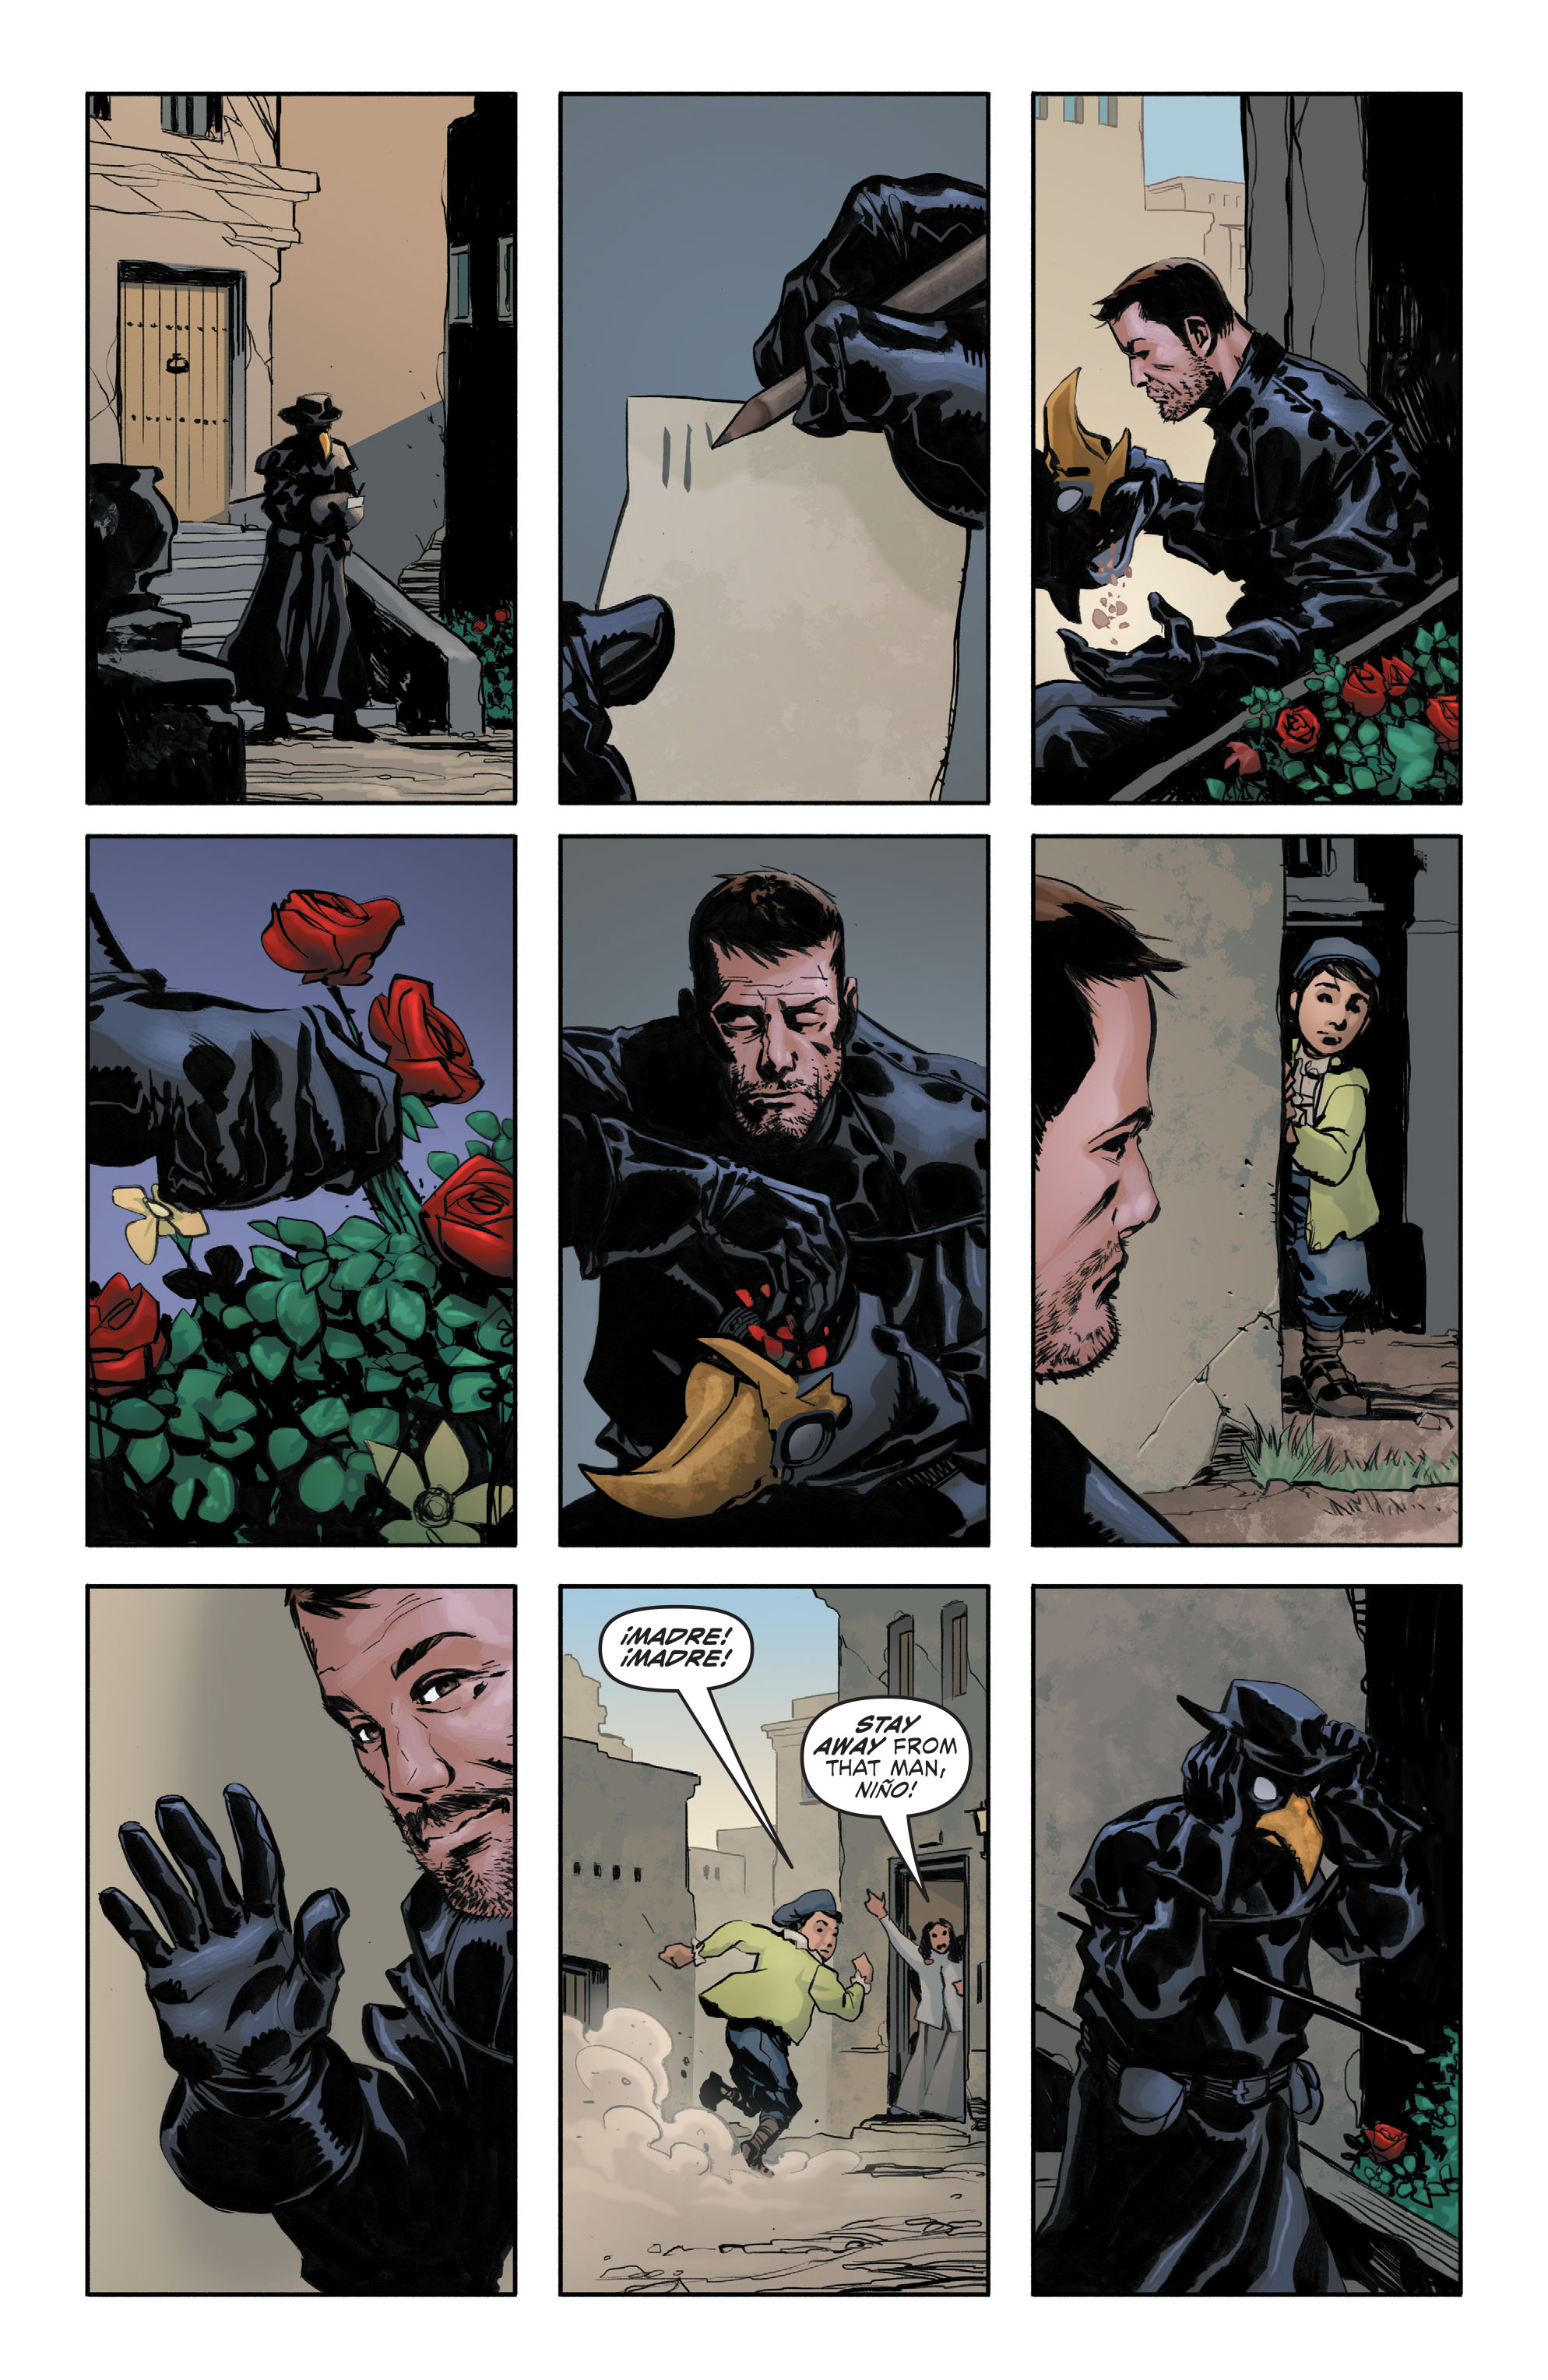 ¡MADRE!
¡MADRE!
STAY
AWAY FROM
THAT MAN,
NIÑO!